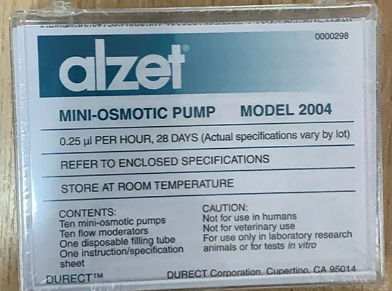 0000298
alzet®
MINI-OSMOTIC PUMP MODEL 2004
0.25 µl PER HOUR, 28 DAYS (Actual specifications vary by lot)
REFER TO ENCLOSED SPECIFICATIONS
STORE AT ROOM TEMPERATURE
CONTENTS:
Ten mini-osmotic pumps
Ten flow moderators
One disposable filling tube
One instruction/specification
sheet
CAUTION:
Not for use in humans
Not for veterinary use
For use only in laboratory research
animals or for tests in vitro
DURECT™
DURECT Corporation, Cupertino, CA 95014